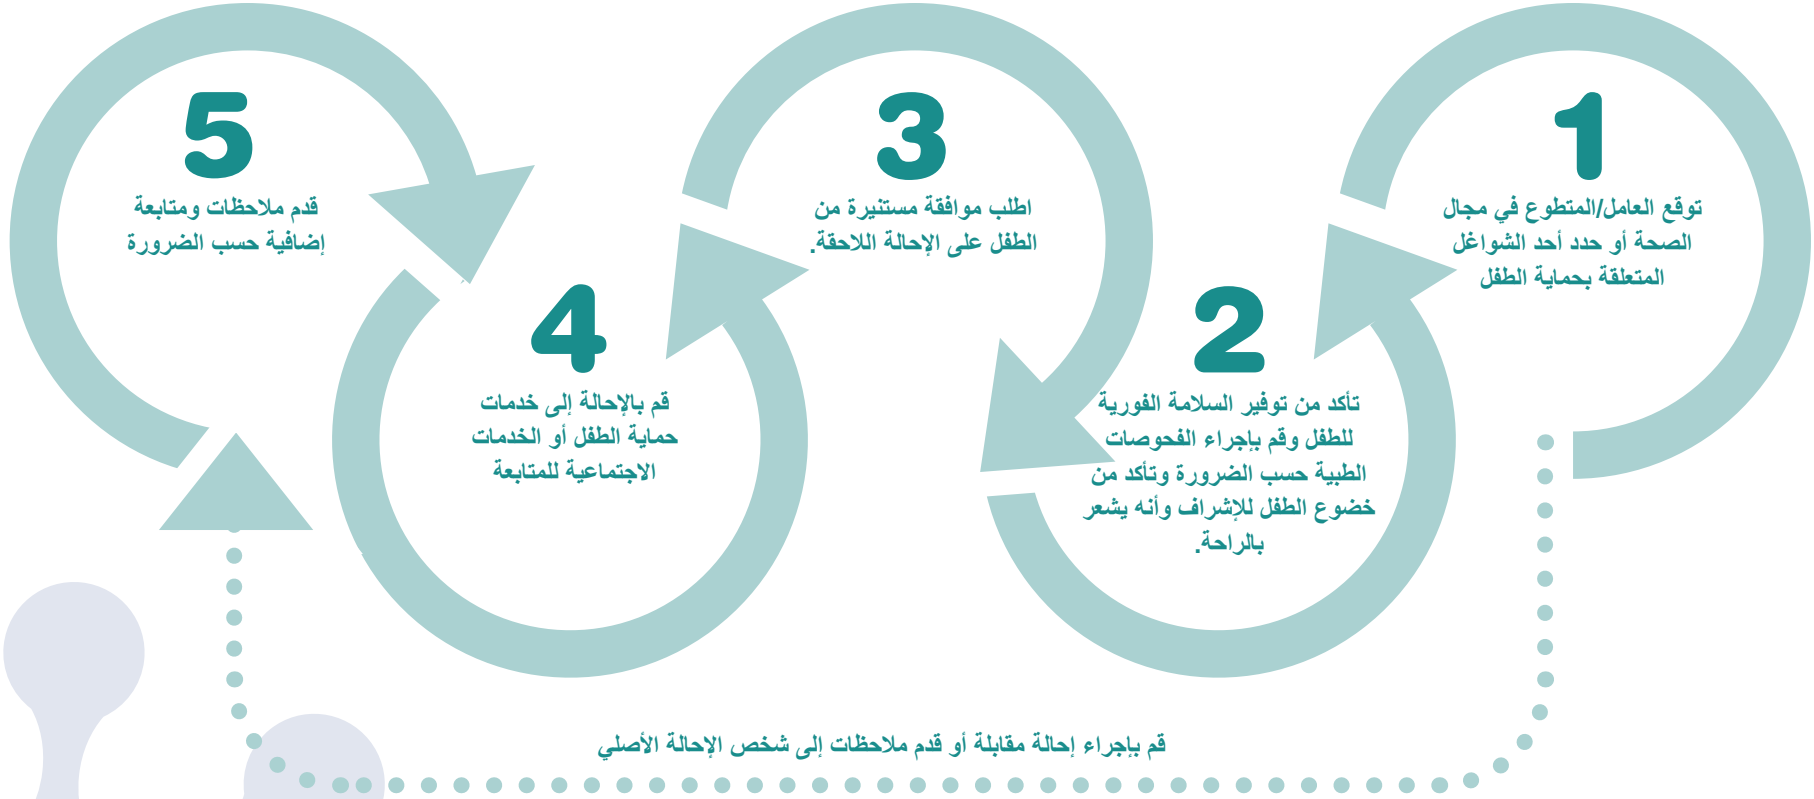 1
توقع العامل/المتطوع في مجال
الصحة أو حدد أحد الشواغل
المتعلقة بحماية الطفل
2
تأكد من توفير السلامة الفورية
للطفل وقم بإجراء الفحوصات
الطبية حسب الضرورة وتأكد من
خضوع الطفل للإشراف وأنه يشعر
بالراحة.
3
اطلب موافقة مستنيرة من
الطفل على الإحالة اللاحقة.
4
قم بالإحالة إلى خدمات
حماية الطفل أو الخدمات
الاجتماعية للمتابعة
5
قدم ملاحظات ومتابعة
إضافية حسب الضرورة
قم بإجراء إحالة مقابلة أو قدم ملاحظات إلى شخص الإحالة الأصلي